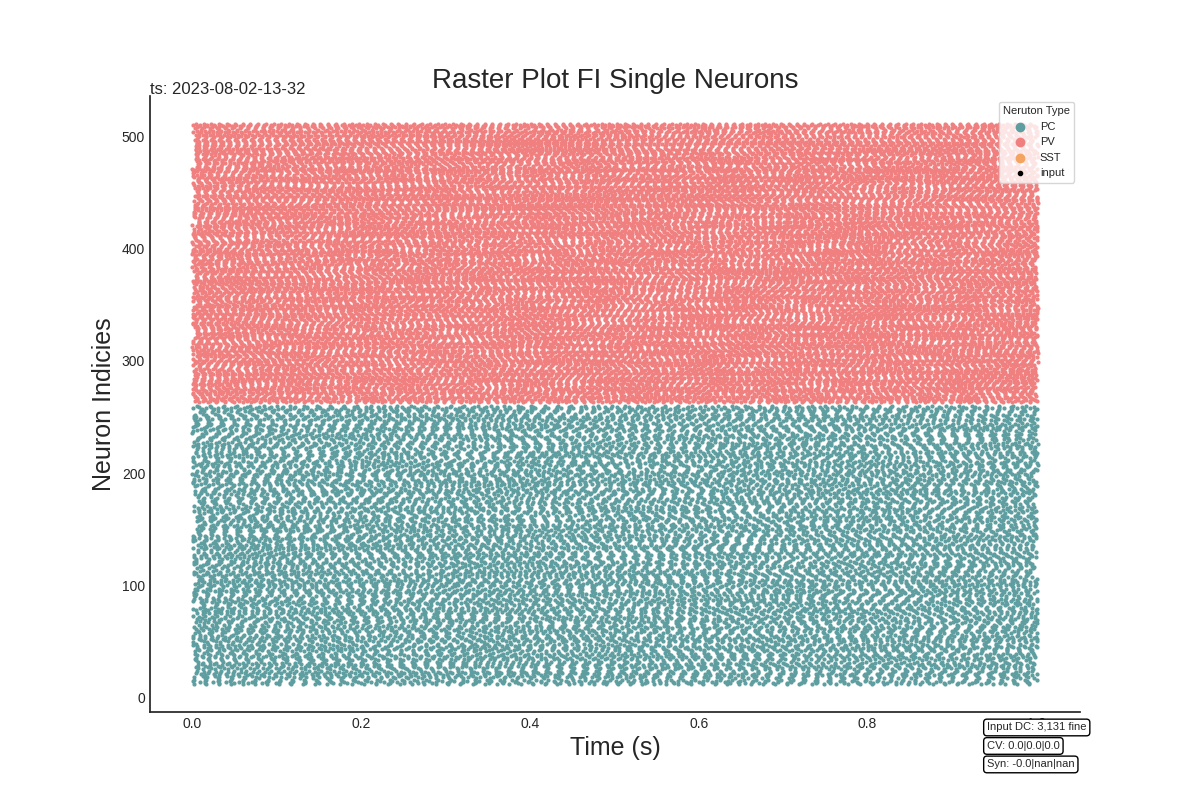 Raster Plot FI Single Neurons
ts: 2023-08-02-13-32
Neruton Type
PC
PV
SST
input
Neuron Indicies
500
400
300
200
100
0
0.0
0.2
0.4
0.6
0.8
Time (s)
Input DC: 3,131 fine
CV: 0.0|0.0|0.0
Syn: -0.0|nan|nan